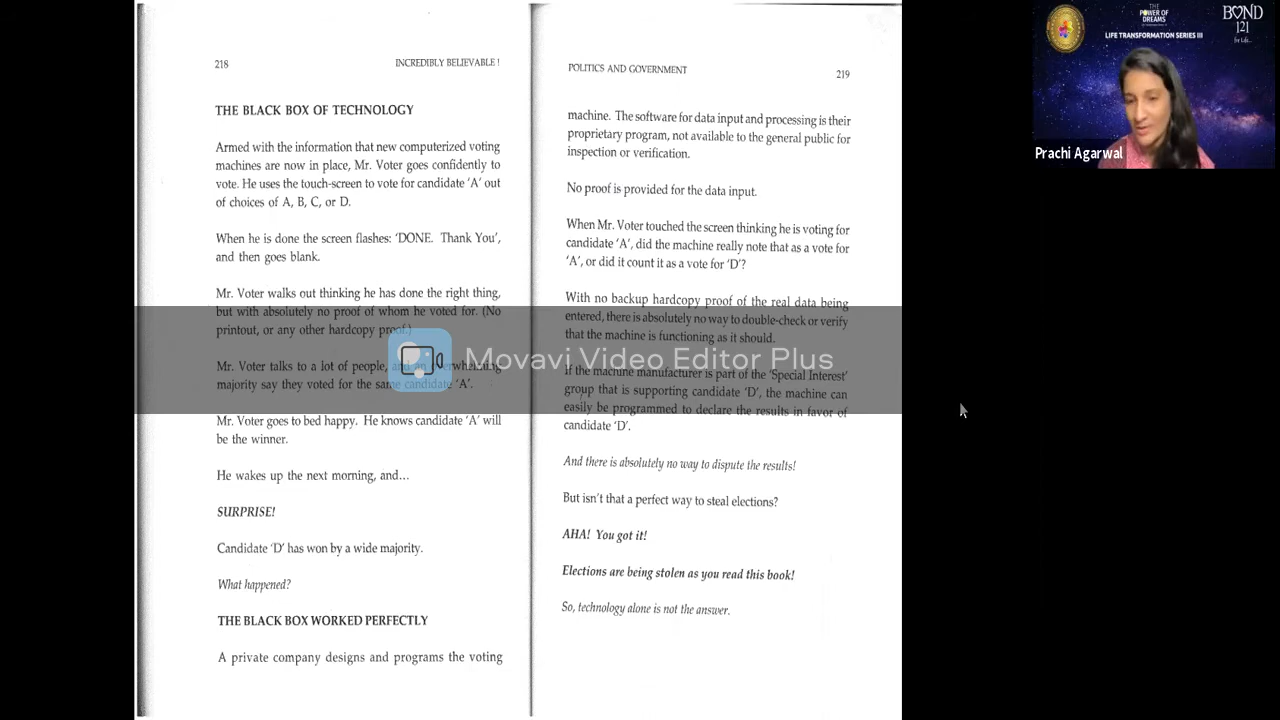 218
INCREDIBLY BELIEVABLE !
THE BLACK BOX OF TECHNOLOGY
Armed with the information that new computerized voting
machines are now in place, Mr. Voter goes confidently to
vote. He uses the touch-screen to vote for candidate 'A' out
of choices of A, B, C, or D.
When he is done the screen flashes: 'DONE. Thank You',
and then goes blank.
Mr. Voter walks out thinking he has done the right thing,
but with absolutely no proof of whom he voted for. (No
printout, or any other hardcopy proof.)
Mr. Voter talks to a lot of people, and an overwhelming
majority say they voted for the same candidate 'A'.
Mr. Voter goes to bed happy. He knows candidate 'A' will
be the winner.
He wakes up the next morning, and...
SURPRISE!
Candidate 'D' has won by a wide majority.
What happened?
THE BLACK BOX WORKED PERFECTLY
A private company designs and programs the voting
POLITICS AND GOVERNMENT
219
machine. The software for data input and processing is their
proprietary program, not available to the general public for
inspection or verification.
No proof is provided for the data input.
When Mr. Voter touched the screen thinking he is voting for
candidate 'A', did the machine really note that as a vote for
'A', or did it count it as a vote for 'D'?
With no backup hardcopy proof of the real data being
entered, there is absolutely no way to double-check or verify
that the machine is functioning as it should.
If the machine manufacturer is part of the 'Special Interest'
group that is supporting candidate 'D', the machine can
easily be programmed to declare the results in favor of
candidate 'D'.
And there is absolutely no way to dispute the results!
But isn't that a perfect way to steal elections?
AHA! You got it!
Elections are being stolen as you read this book!
So, technology alone is not the answer.
Movavi Video Editor Plus
THE
POWER OF
DREAMS
LIFE TRANSFORMATION SERIES III
BOND
121
for Life...
Prachi Agarwal